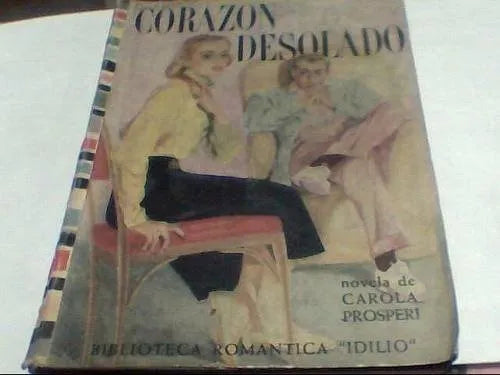 CORAZON
DESOLADO
novela de
CAROLA
PROSPERI
BIBLIOTECA ROMANTICA "IDILIO"